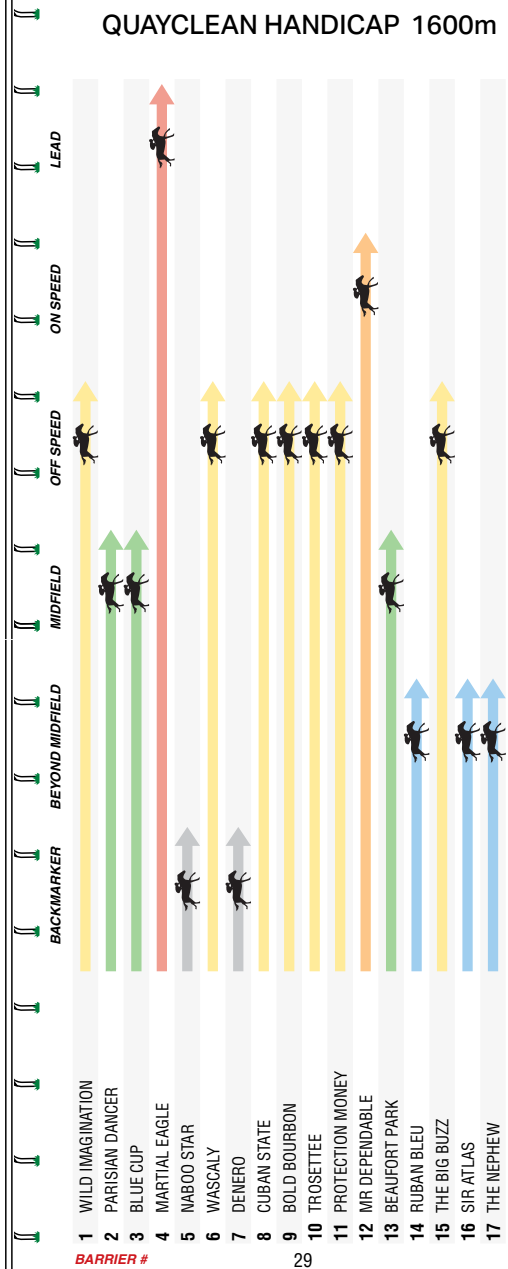 QUAYCLEAN HANDICAP 1600m
LEAD
ON SPEED
OFF SPEED
MIDFIELD
BEYOND MIDFIELD
BACKMARKER
1 WILD IMAGINATION
2 PARISIAN DANCER
3 BLUE CUP
4 MARTIAL EAGLE
5 NABOO STAR
6 WASCALY
7 DENERO
8 CUBAN STATE
9 BOLD BOURBON
10 TROSETTEE
11 PROTECTION MONEY
12 MR DEPENDABLE
13 BEAUFORT PARK
14 RUBAN BLEU
15 THE BIG BUZZ
16 SIR ATLAS
17 THE NEPHEW
BARRIER #
29